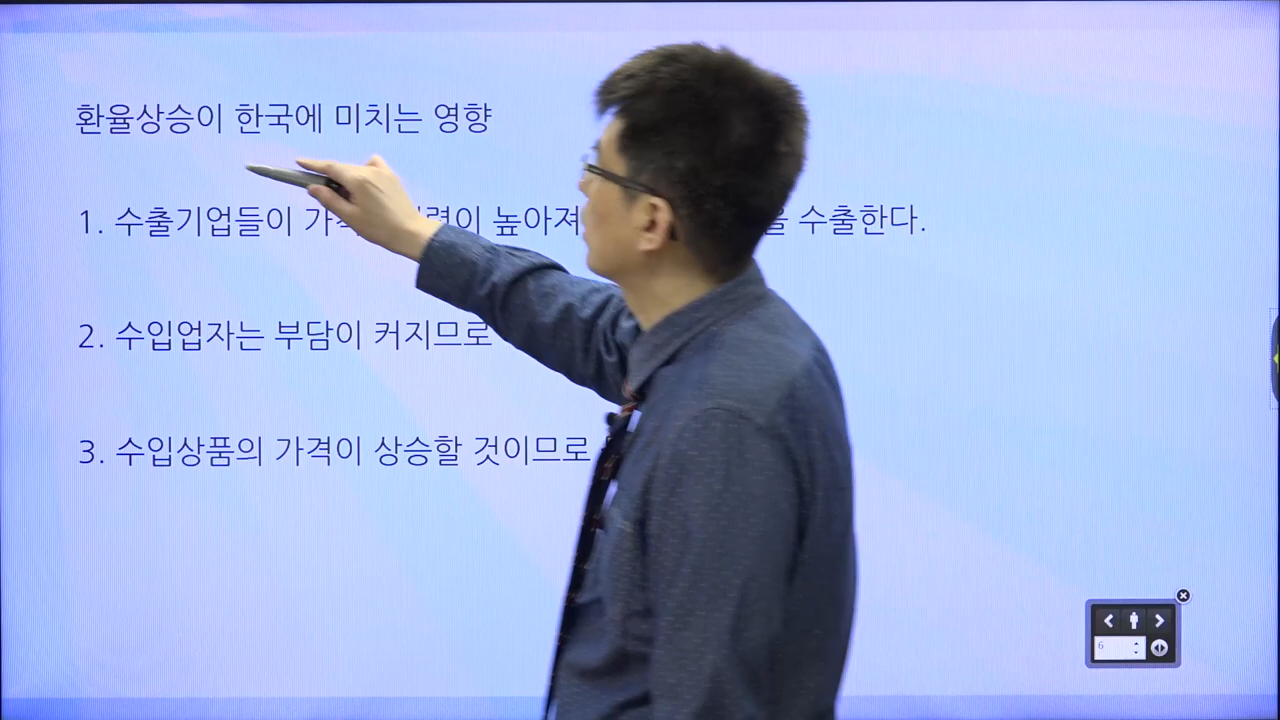 환율상승이 한국에 미치는 영향
1. 수출기업들이 높아져 수출한다.
2. 수입업자는 부담이 커지므로
3. 수입상품의 가격이 상승할 것이므로
6